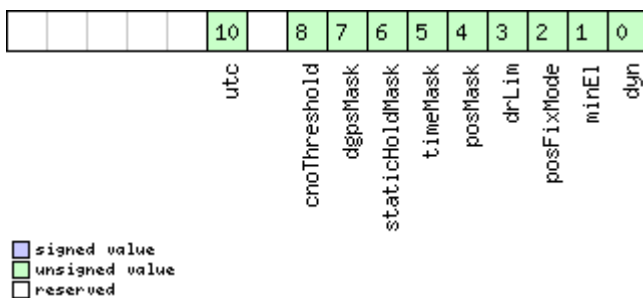 10 8 7 6 5 4 3 2 1 0
utc
cnoThreshold
dgpsMask
staticHoldMask
timeMask
posMask
drLim
posFixMode
minEl
dyn
signed value
unsigned value
reserved